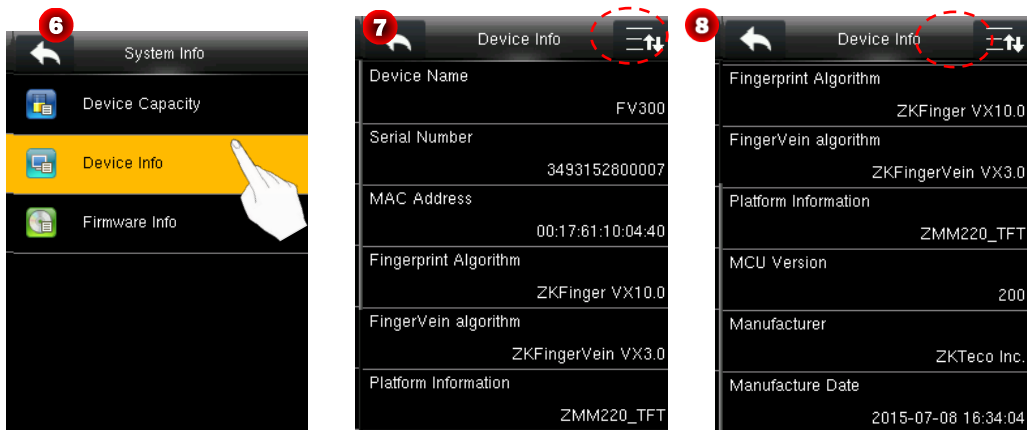 6
System Info
Device Capacity
Device Info
Firmware Info
7
Device Info
Device Name
FV300
Serial Number
3493152800007
MAC Address
00:17:61:10:04:40
Fingerprint Algorithm
ZKFinger VX10.0
FingerVein algorithm
ZKFingerVein VX3.0
Platform Information
ZMM220_TFT
8
Device Info
Fingerprint Algorithm
ZKFinger VX10.0
FingerVein algorithm
ZKFingerVein VX3.0
Platform Information
ZMM220_TFT
MCU Version
200
Manufacturer
ZKTeco Inc.
Manufacture Date
2015-07-08 16:34:04